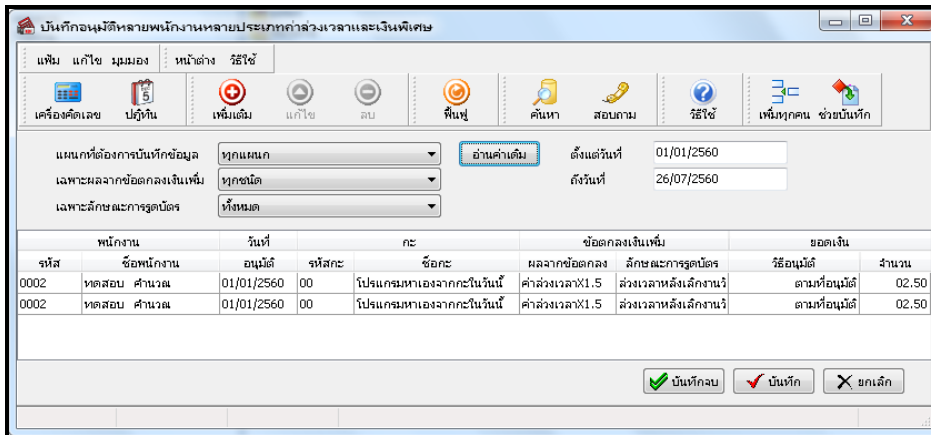 บันทึกอนุมัติหลายพนักงานหลายประเภทค่าล่วงเวลาและเงินพิเศษ
แฟ้ม แก้ไข มุมมอง หน้าต่าง วิธีใช้
5
เครื่องคิดเลข ปฏิทิน เพิ่มเติม แก้ไข ลบ ฟื้นฟู ค้นหา สอบถาม วิธีใช้ เพิ่มทุกคน ช่วยบันทึก
แผนกที่ต้องการบันทึกข้อมูล ทุกแผนก อ่านค่าเดิม ตั้งแต่วันที่ 01/01/2560
เฉพาะผลจากข้อตกลงเงินเพิ่ม ทุกชนิด ถึงวันที่ 26/07/2560
เฉพาะลักษณะการรูดบัตร ทั้งหมด
พนักงาน วันที่ กะ ข้อตกลงเงินเพิ่ม ยอดเงิน
รหัส ชื่อพนักงาน อนุมัติ รหัสกะ ชื่อกะ ผลจากข้อตกลง ลักษณะการรูดบัตร วิธีอนุมัติ จำนวน
0002 ทดสอบ คำนวณ 01/01/2560 00 โปรแกรมหาเองจากกะในวันนี้ ค่าล่วงเวลาX1.5 ล่วงเวลาหลังเลิกงานวั ตามที่อนุมัติ 02.50
0002 ทดสอบ คำนวณ 01/01/2560 00 โปรแกรมหาเองจากกะในวันนี้ ค่าล่วงเวลาX1.5 ล่วงเวลาหลังเลิกงานวั ตามที่อนุมัติ 02.50
บันทึกจบ บันทึก ยกเลิก